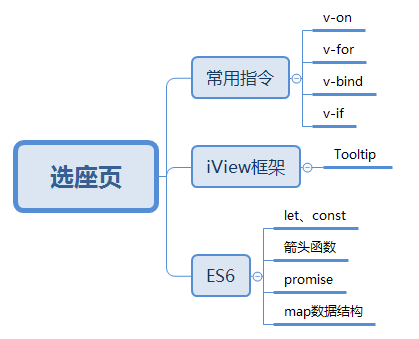 选座页
常用指令
v-on
v-for
v-bind
v-if
iView框架
Tooltip
ES6
let、const
箭头函数
promise
map数据结构